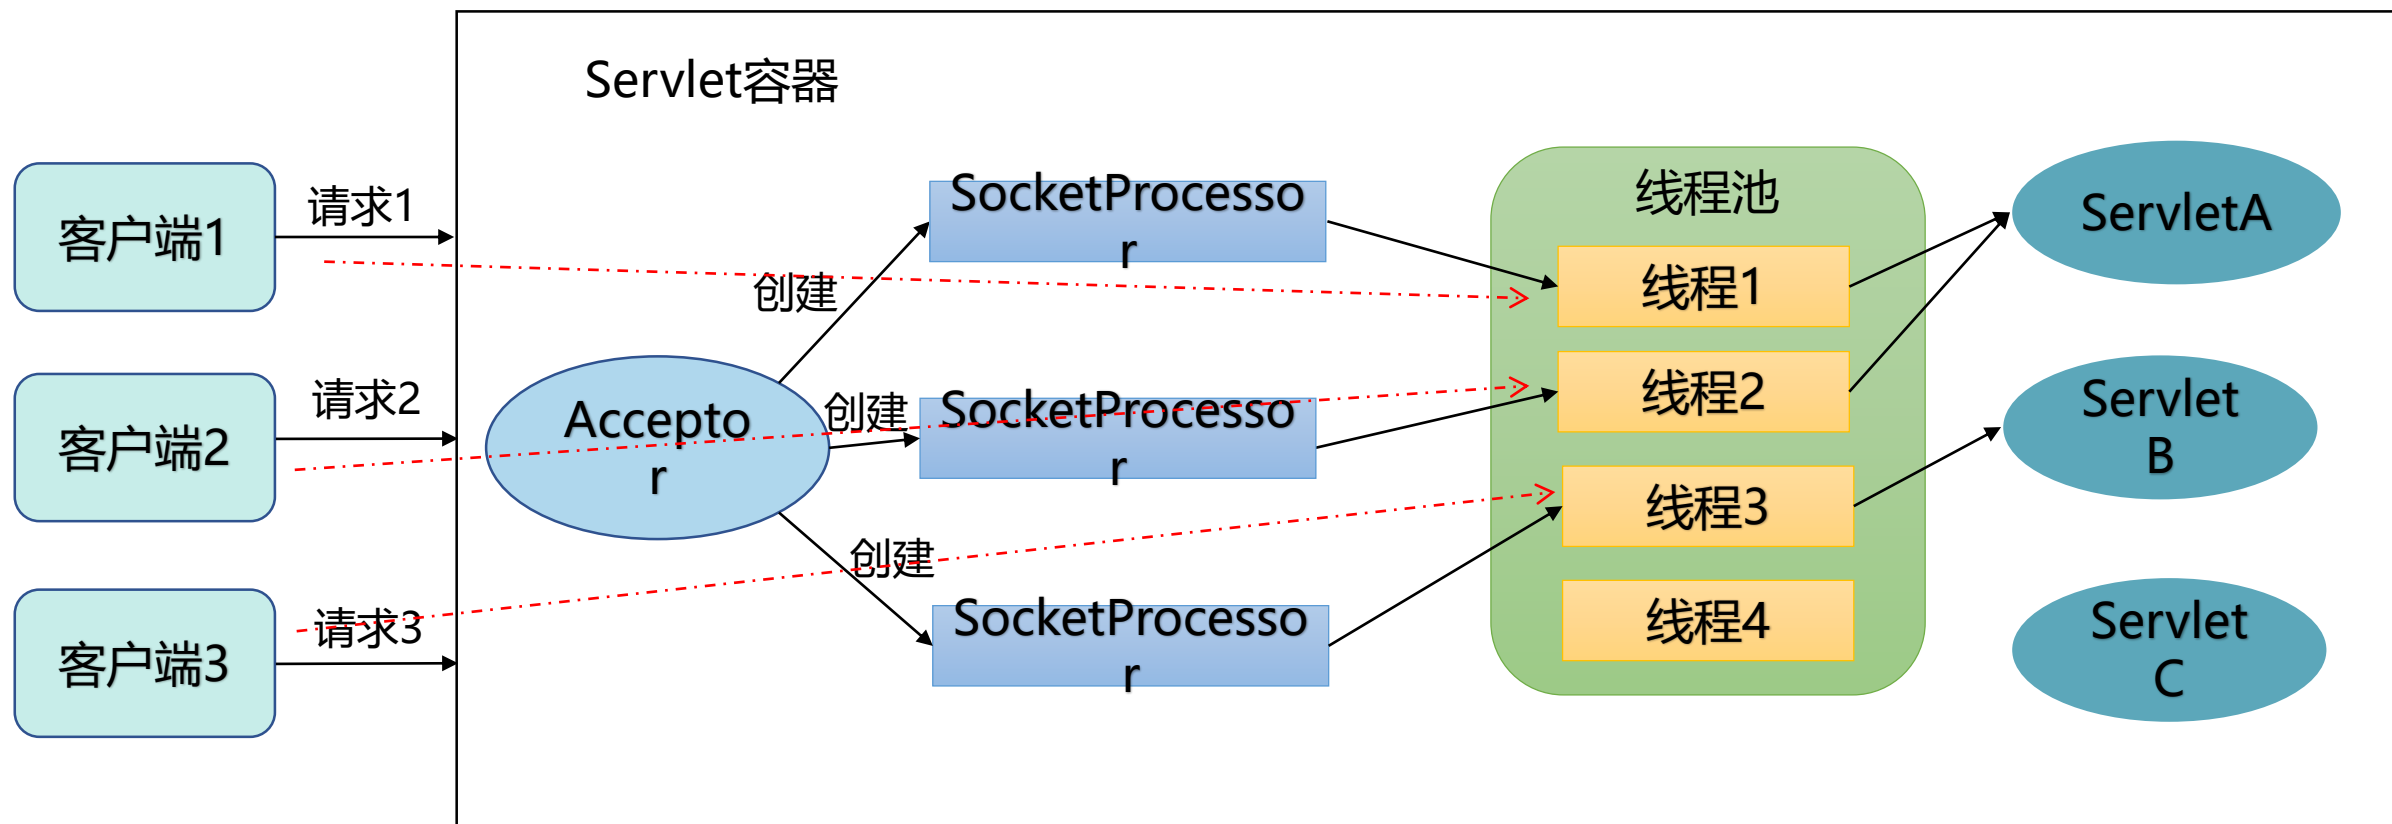 Servlet容器
客户端1
请求1
客户端2
请求2
客户端3
请求3
Accepto
r
创建
创建
创建
SocketProcesso
r
SocketProcesso
r
SocketProcesso
r
线程池
线程1
线程2
线程3
线程4
ServletA
Servlet
B
Servlet
C